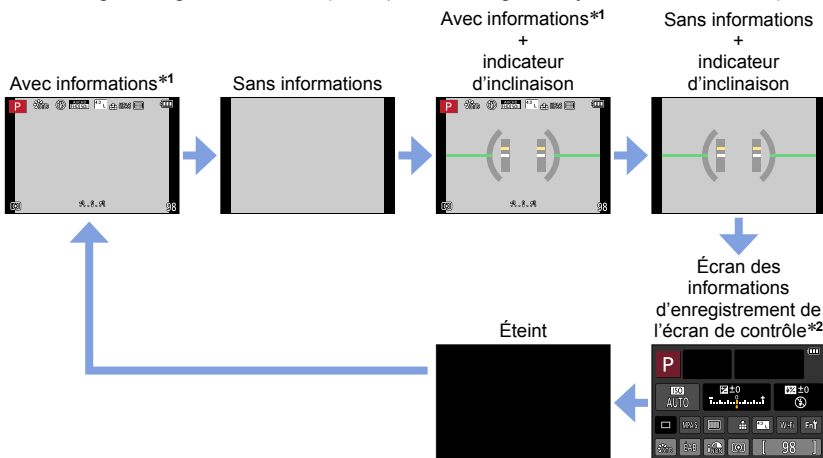 Avec informations*1
Sans informations
Avec informations*1
+
indicateur
d'inclinaison
Sans informations
+
indicateur
d'inclinaison
P
98
P
98
Écran des
informations
d'enregistrement de
l'écran de contrôle*2
Éteint
P
ISO
AUTO
±0
±0
Wi-Fi
Fn
98